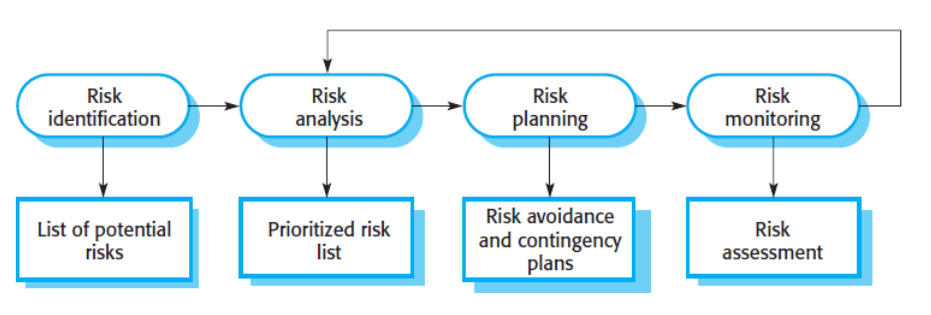 Risk
identification
Risk
analysis
Risk
planning
Risk
monitoring
List of potential
risks
Prioritized risk
list
Risk avoidance
and contingency
plans
Risk
assessment